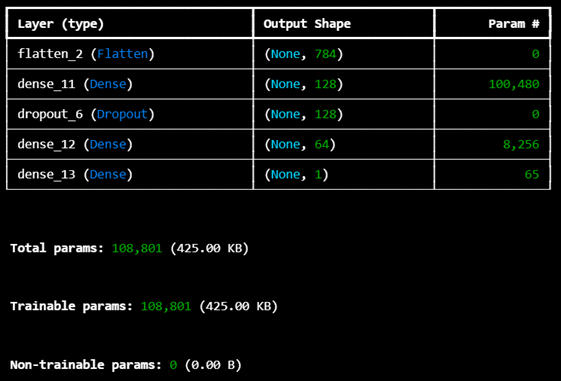 Layer (type) Output Shape Param #
flatten_2 (Flatten) (None, 784) 0
dense_11 (Dense) (None, 128) 100,480
dropout_6 (Dropout) (None, 128) 0
dense_12 (Dense) (None, 64) 8,256
dense_13 (Dense) (None, 1) 65
Total params: 108,801 (425.00 KB)
Trainable params: 108,801 (425.00 KB)
Non-trainable params: 0 (0.00 B)